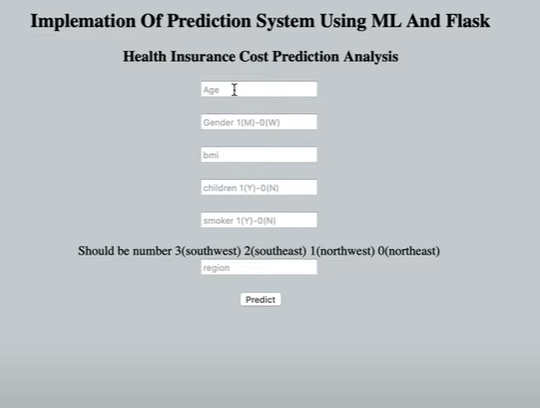 Implemation Of Prediction System Using ML And Flask
Health Insurance Cost Prediction Analysis
Age
Gender 1(M)-0(W)
bmi
children 1(Y)-0(N)
smoker 1(Y)-0(N)
Should be number 3(southwest) 2(southeast) 1(northwest) 0(northeast)
region
Predict